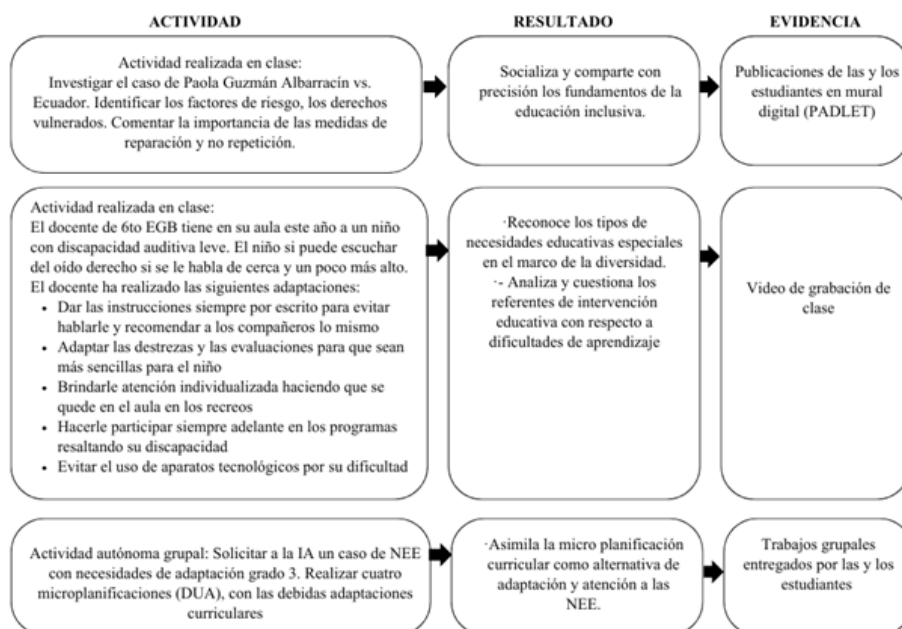 ACTIVIDAD
RESULTADO
EVIDENCIA
Actividad realizada en clase:
Investigar el caso de Paola Guzmán Albarracín vs.
Ecuador. Identificar los factores de riesgo, los derechos
vulnerados. Comentar la importancia de las medidas de
reparación y no repetición.
Socializa y comparte con
precisión los fundamentos de la
educación inclusiva.
Publicaciones de las y los
estudiantes en mural
digital (PADLET)
Actividad realizada en clase:
El docente de 6to EGB tiene en su aula este año a un niño
con discapacidad auditiva leve. El niño si puede escuchar
del oído derecho si se le habla de cerca y un poco más alto.
El docente ha realizado las siguientes adaptaciones:
• Dar las instrucciones siempre por escrito para evitar
hablarle y recomendar a los compañeros lo mismo
• Adaptar las destrezas y las evaluaciones para que sean
más sencillas para el niño
• Brindarle atención individualizada haciendo que se
quede en el aula en los recreos
• Hacerle participar siempre adelante en los programas
resaltando su discapacidad
• Evitar el uso de aparatos tecnológicos por su dificultad
·Reconoce los tipos de
necesidades educativas especiales
en el marco de la diversidad.
·- Analiza y cuestiona los
referentes de intervención
educativa con respecto a
dificultades de aprendizaje
Video de grabación de
clase
Actividad autónoma grupal: Solicitar a la IA un caso de NEE
con necesidades de adaptación grado 3. Realizar cuatro
microplanificaciones (DUA), con las debidas adaptaciones
curriculares
·Asimila la micro planificación
curricular como alternativa de
adaptación y atención a las
NEE.
Trabajos grupales
entregados por las y los
estudiantes